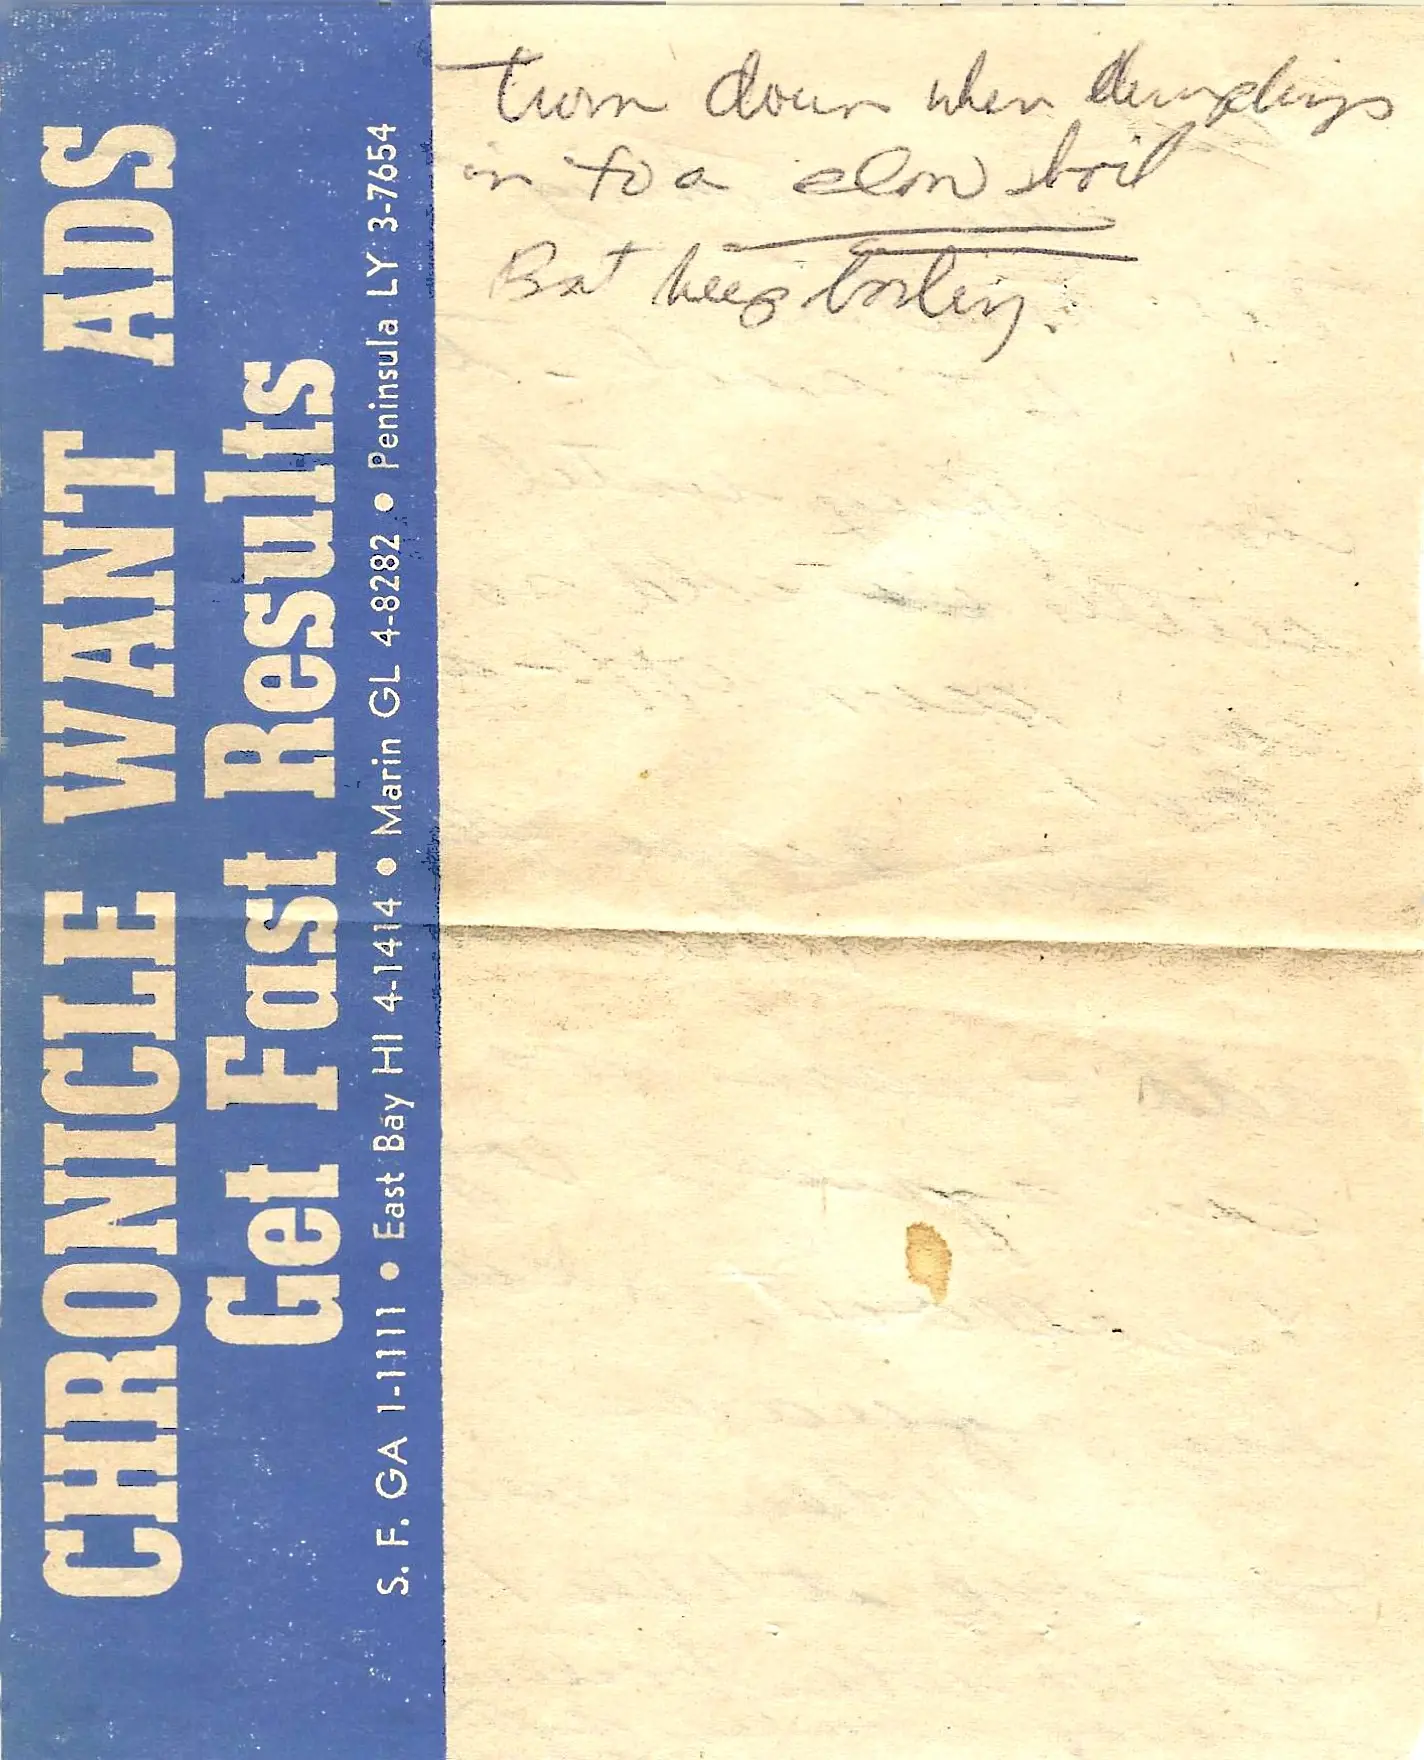 CHRONICLE WANT ADS
Get Fast Results
S. F. GA 1-1111 • East Bay HI 4-1414 • Marin GL 4-8282 • Peninsula LY 3-7654
Turn down when dumplings
in to a slow boil
But keep boiling.